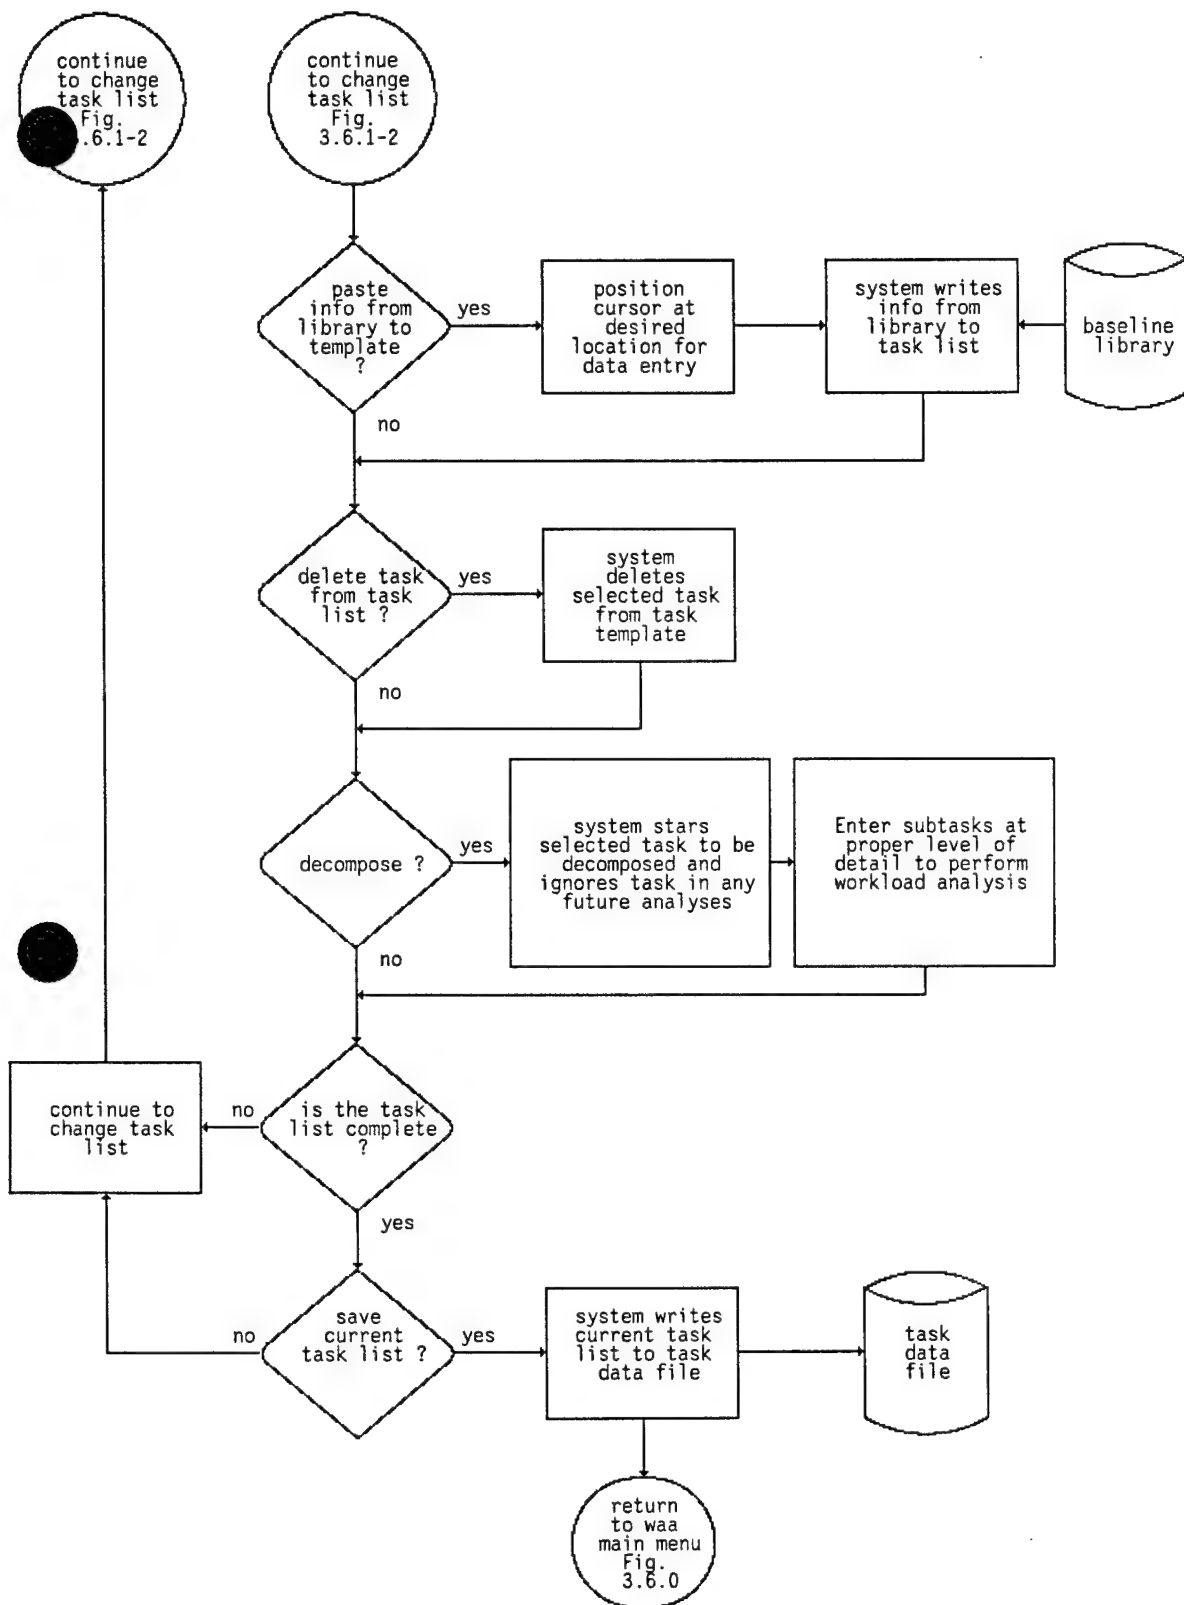 continue
to change
task list
Fig.
.6.1-2
continue
to change
task list
Fig.
3.6.1-2
paste
info from
library to
template
?
yes
position
cursor at
desired
location for
data entry
system writes
info from
library to
task list
baseline
library
no
delete task
from task
list ?
yes
system
deletes
selected task
from task
template
no
decompose ?
yes
system stars
selected task to be
decomposed and
ignores task in any
future analyses
Enter subtasks at
proper level of
detail to perform
workload analysis
no
continue to
change task
list
no
is the task
list complete
?
yes
no
save
current
task list ?
yes
system writes
current task
list to task
data file
task
data
file
return
to waa
main menu
Fig.
3.6.0